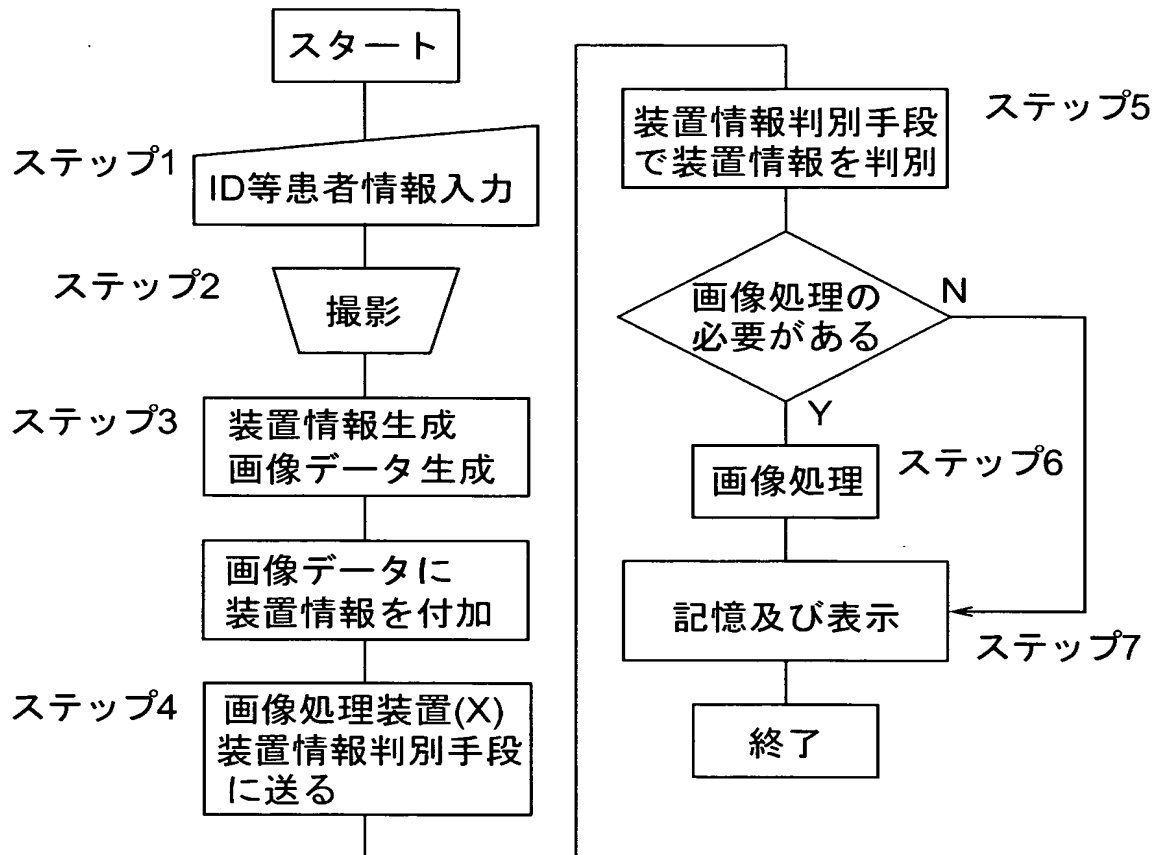 スタート
ステップ1
ID等患者情報入力
ステップ2
撮影
ステップ3
装置情報生成
画像データ生成
画像データに
装置情報を付加
ステップ4
画像処理装置(X)
装置情報判別手段
に送る
ステップ5
装置情報判別手段
で装置情報を判別
画像処理の
必要がある
N
Y
ステップ6
画像処理
記憶及び表示
ステップ7
終了